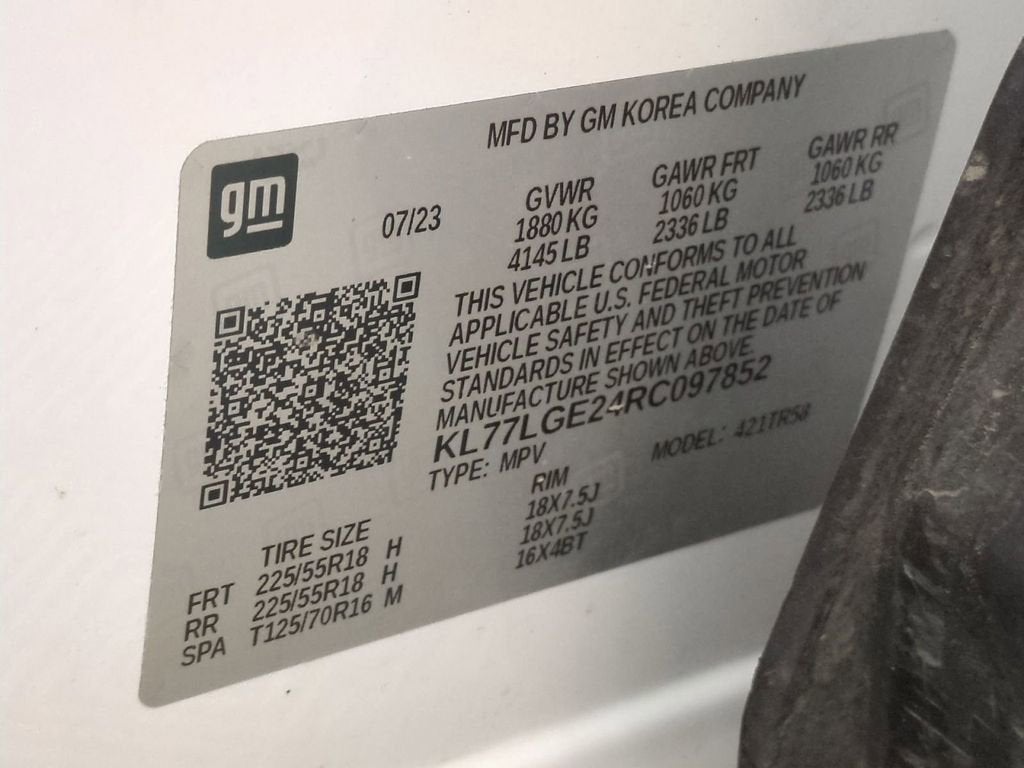 gm
MFD BY GM KOREA COMPANY
07/23
GVWR GAWR FRT GAWR RR
1880 KG 1060 KG 1060 KG
4145 LB 2336 LB 2336 LB
THIS VEHICLE CONFORMS TO ALL
APPLICABLE U.S. FEDERAL MOTOR
VEHICLE SAFETY AND THEFT PREVENTION
STANDARDS IN EFFECT ON THE DATE OF
MANUFACTURE SHOWN ABOVE.
KL77LGE24RC097852
TYPE: MPV MODEL: 421TR58
TIRE SIZE RIM
FRT 225/55R18 H 18X7.5J
RR 225/55R18 H 18X7.5J
SPA T125/70R16 M 16X4BT